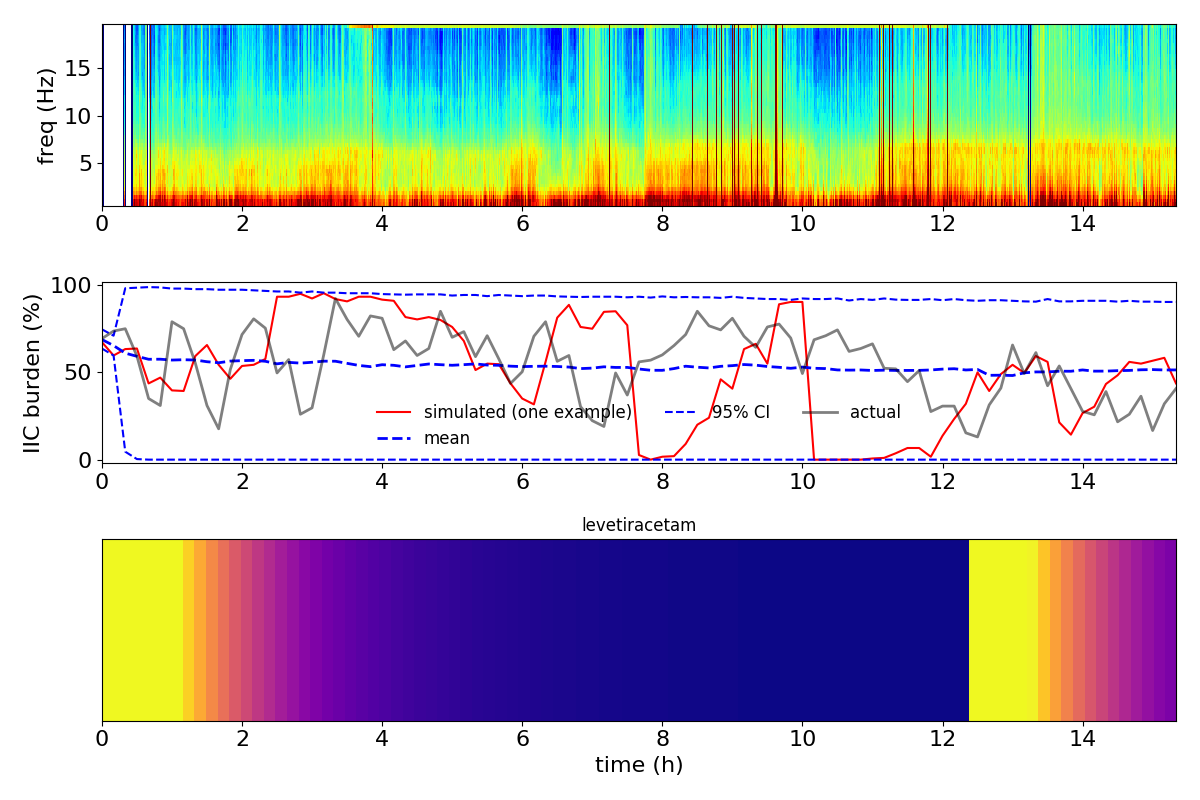 freq (Hz)
15
10
5
0 2 4 6 8 10 12 14
IIC burden (%)
100
50
0
simulated (one example)
mean
95% CI
actual
0 2 4 6 8 10 12 14
levetiracetam
0 2 4 6 8 10 12 14
time (h)